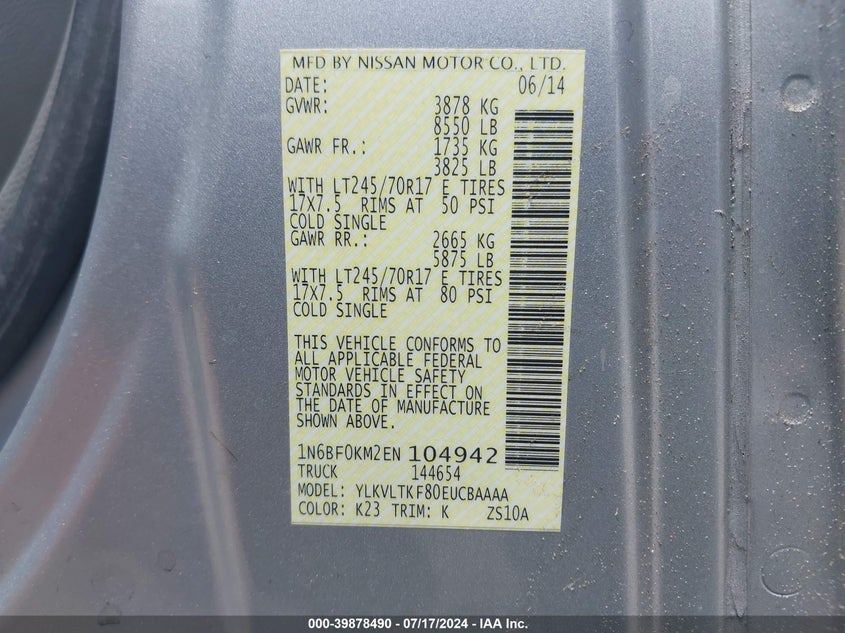 MFD BY NISSAN MOTOR CO., LTD.
DATE: 06/14
GVWR: 3878 KG
8550 LB
GAWR FR.: 1735 KG
3825 LB
WITH LT245/70R17 E TIRES
17X7.5 RIMS AT 50 PSI
COLD SINGLE
GAWR RR.: 2665 KG
5875 LB
WITH LT245/70R17 E TIRES
17X7.5 RIMS AT 80 PSI
COLD SINGLE
THIS VEHICLE CONFORMS TO
ALL APPLICABLE FEDERAL
MOTOR VEHICLE SAFETY
STANDARDS IN EFFECT ON
THE DATE OF MANUFACTURE
SHOWN ABOVE.
1N6BF0KM2EN 104942
TRUCK 144654
MODEL: YLKVLTKF80EUCBAAAA
COLOR: K23 TRIM: K ZS10A
000-39878490 - 07/17/2024 - IAA Inc.